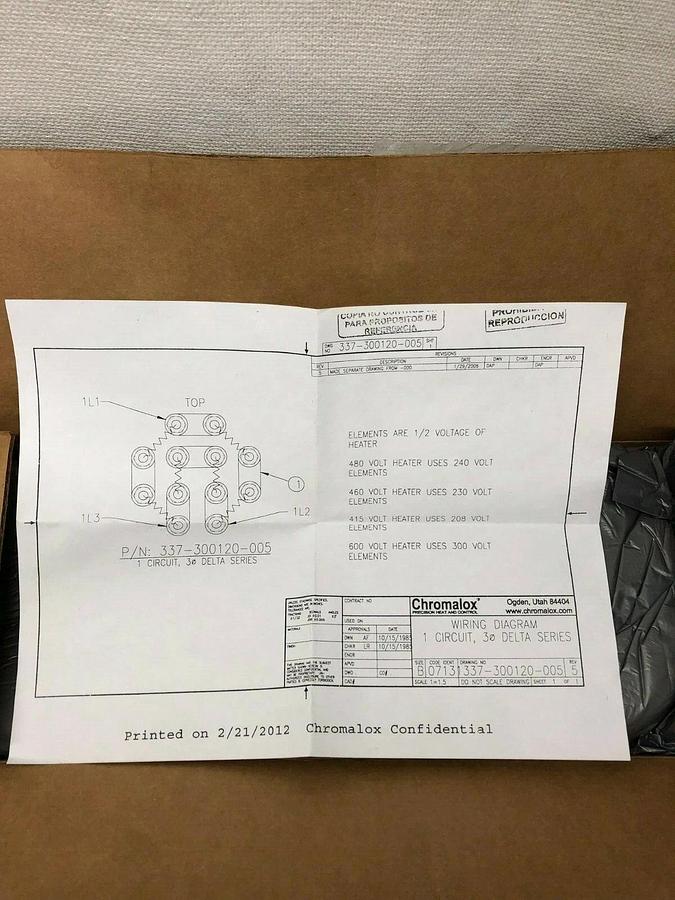 PARA PROPOSITOS DE
REFERENCIA
REPRODUCCION
DWG NO 337-300120-005 SHT 1
REVISIONS
REV DESCRIPTION DATE DWN CHKR ENGR APVD
5 MADE SEPARATE DRAWING FROM -000 1/29/2008 DAP DAP
1L1
TOP
1
1L3
1L2
P/N: 337-300120-005
1 CIRCUIT, 3ø DELTA SERIES
ELEMENTS ARE 1/2 VOLTAGE OF
HEATER
480 VOLT HEATER USES 240 VOLT
ELEMENTS
460 VOLT HEATER USES 230 VOLT
ELEMENTS
415 VOLT HEATER USES 208 VOLT
ELEMENTS
600 VOLT HEATER USES 300 VOLT
ELEMENTS
CONTRACT NO
USED ON
APPROVALS DATE
DWN AF 10/15/1985
CHKR LR 10/15/1985
ENGR
APVD
DWG
CAD
Chromalox®
PRECISION HEAT AND CONTROL
Ogden, Utah 84404
www.chromalox.com
WIRING DIAGRAM
1 CIRCUIT, 3ø DELTA SERIES
SIZE CODE IDENT DRAWING NO REV
B 07131 337-300120-005 5
SCALE 1=1.5 DO NOT SCALE DRAWING SHEET 1 OF 1
Printed on 2/21/2012 Chromalox Confidential